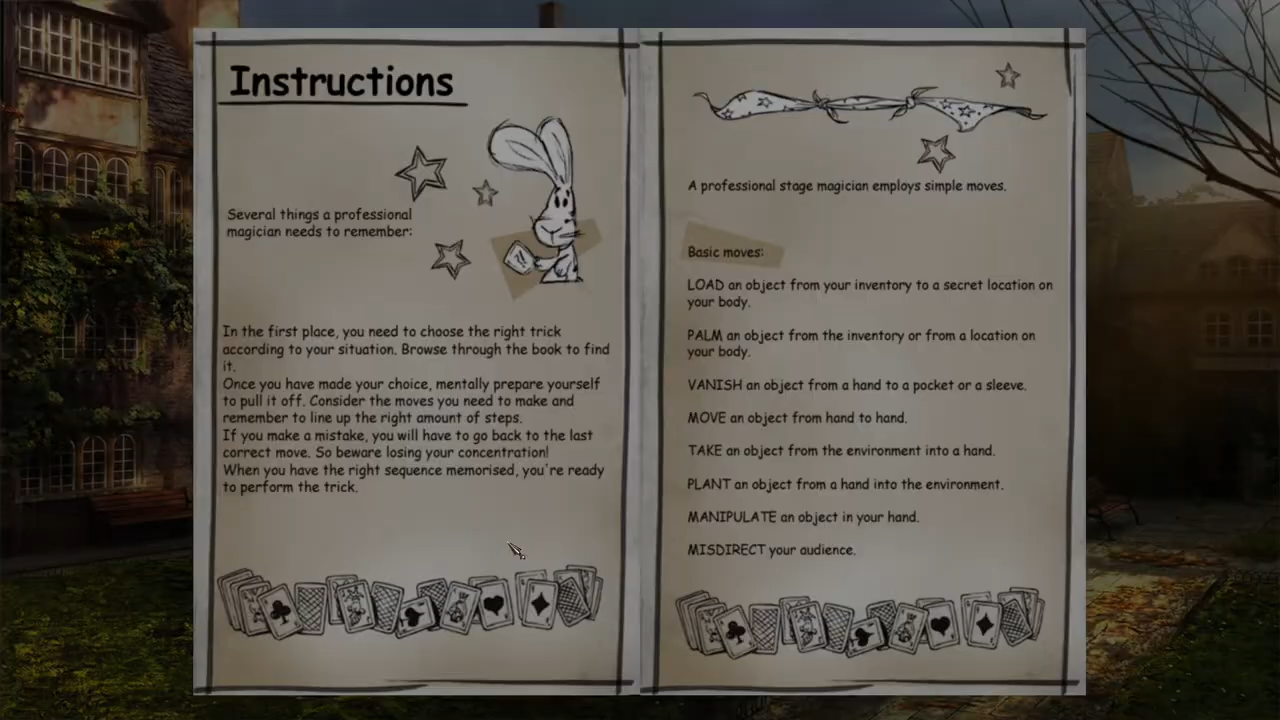 Instructions
Several things a professional
magician needs to remember:
In the first place, you need to choose the right trick
according to your situation. Browse through the book to find
it.
Once you have made your choice, mentally prepare yourself
to pull it off. Consider the moves you need to make and
remember to line up the right amount of steps.
If you make a mistake, you will have to go back to the last
correct move. So beware losing your concentration!
When you have the right sequence memorised, you're ready
to perform the trick.
A professional stage magician employs simple moves.
Basic moves:
LOAD an object from your inventory to a secret location on
your body.
PALM an object from the inventory or from a location on
your body.
VANISH an object from a hand to a pocket or a sleeve.
MOVE an object from hand to hand.
TAKE an object from the environment into a hand.
PLANT an object from a hand into the environment.
MANIPULATE an object in your hand.
MISDIRECT your audience.